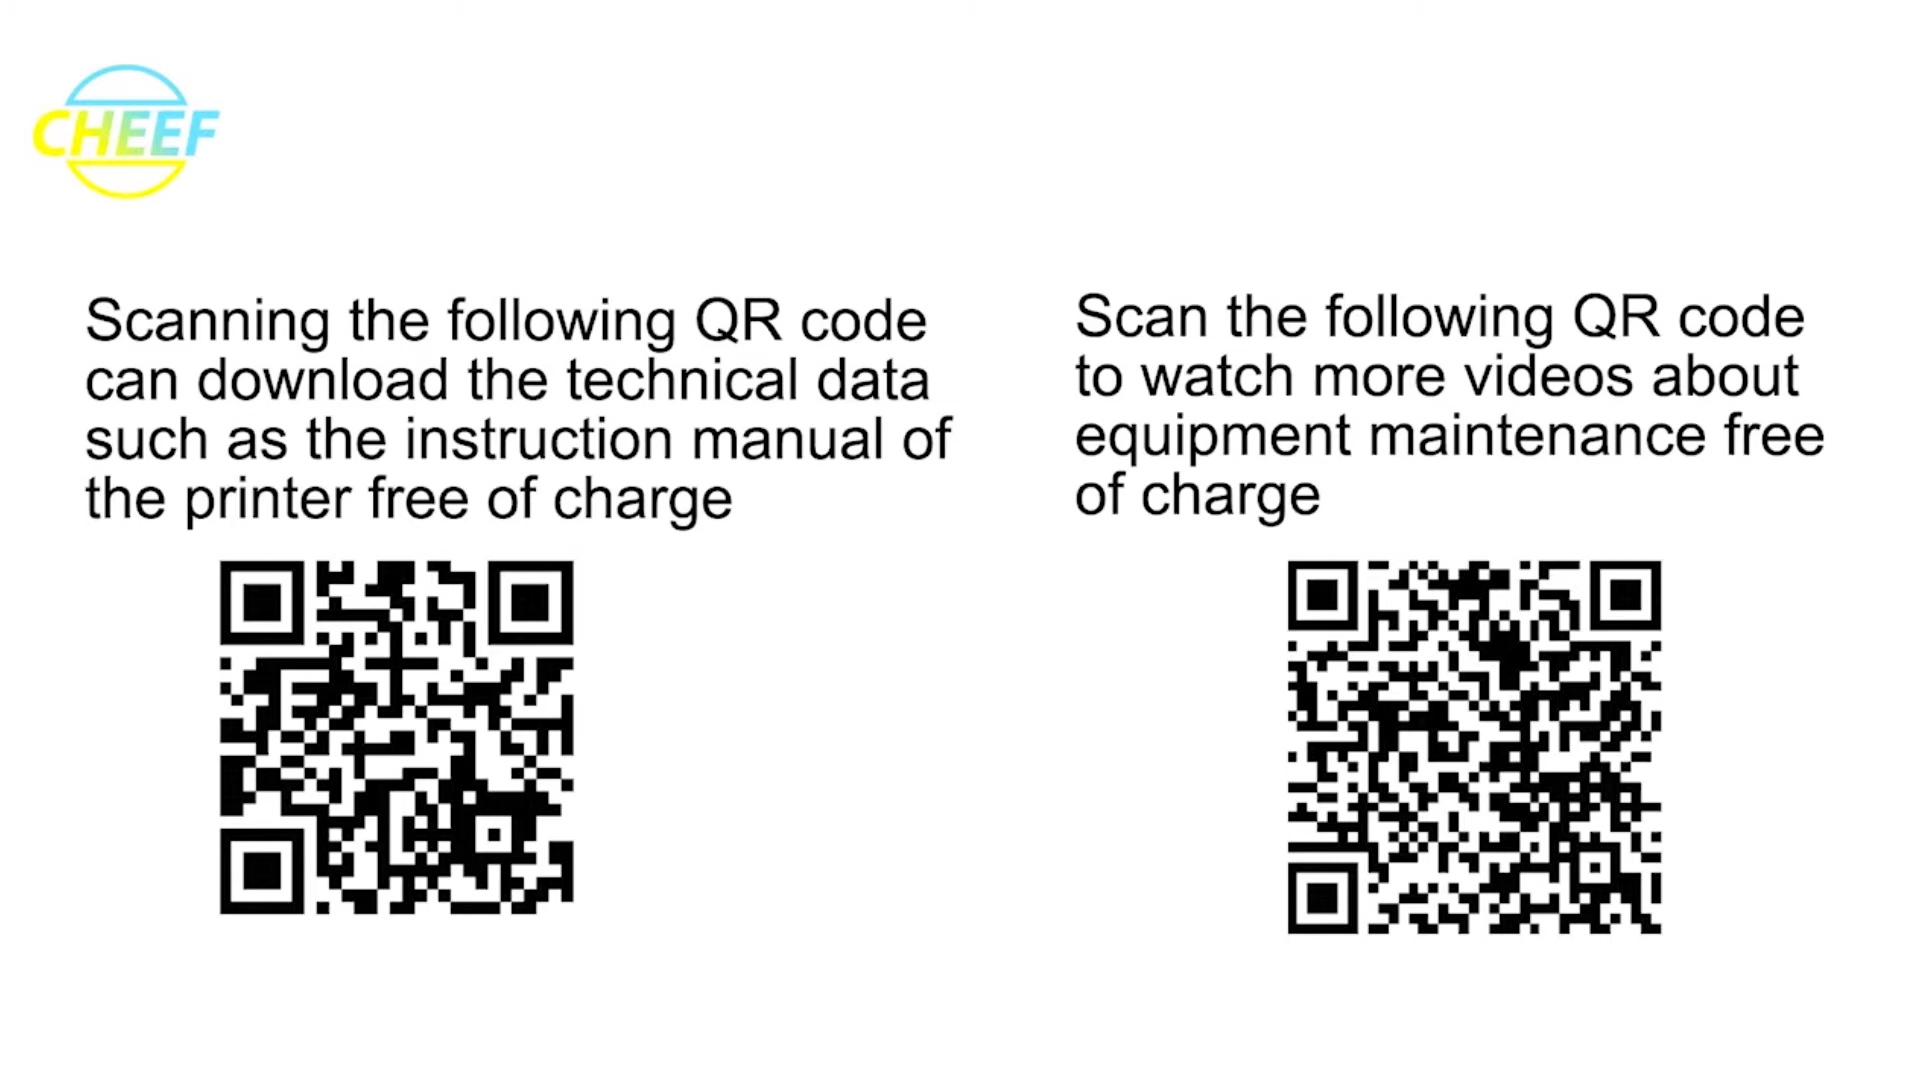 CHEEF
Scanning the following QR code
can download the technical data
such as the instruction manual of
the printer free of charge
Scan the following QR code
to watch more videos about
equipment maintenance free
of charge